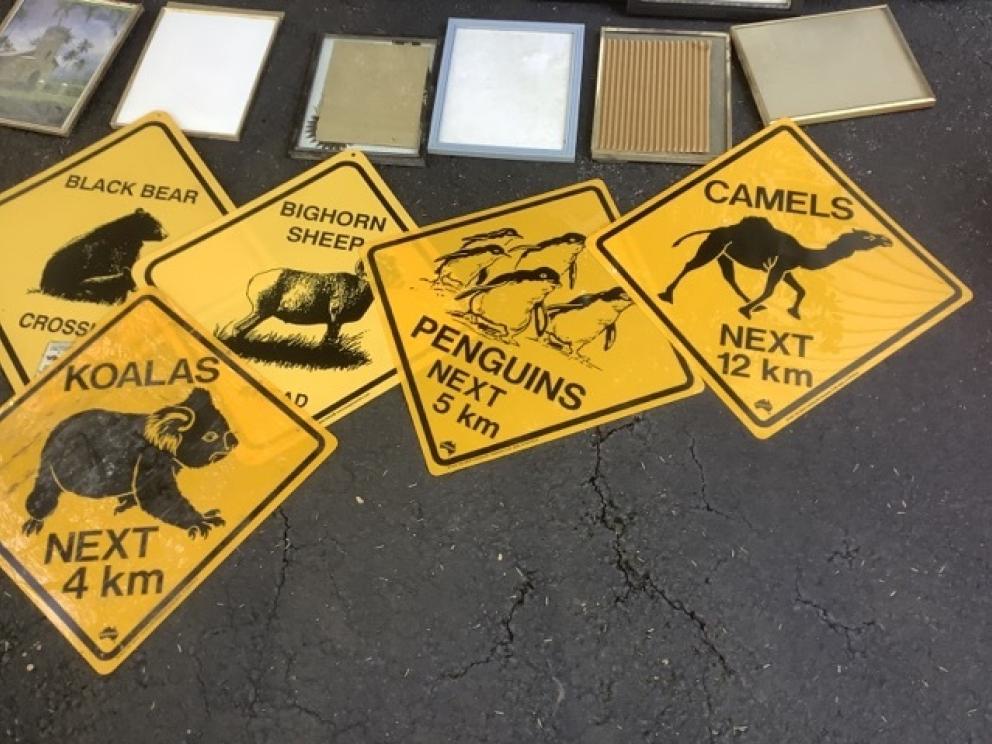 BLACK BEAR
BIGHORN
SHEEP
PENGUINS
NEXT
5 km
CAMELS
NEXT
12 km
KOALAS
NEXT
4 km